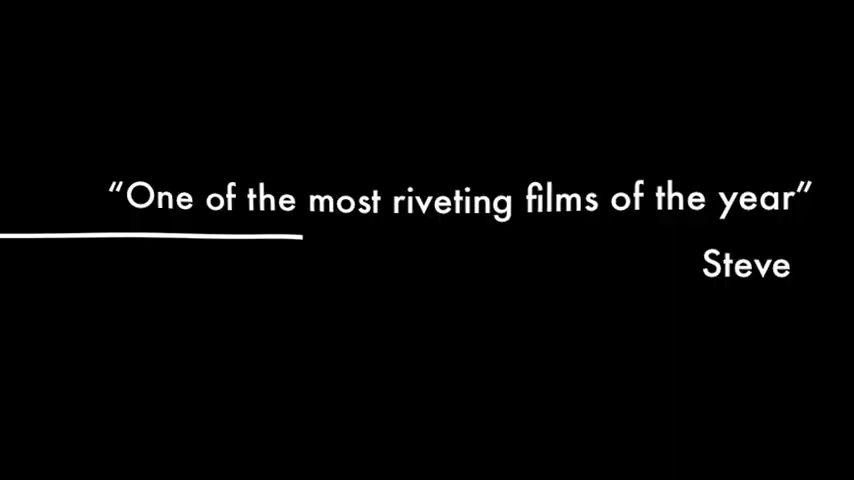 “One of the most riveting films of the year”
Steve